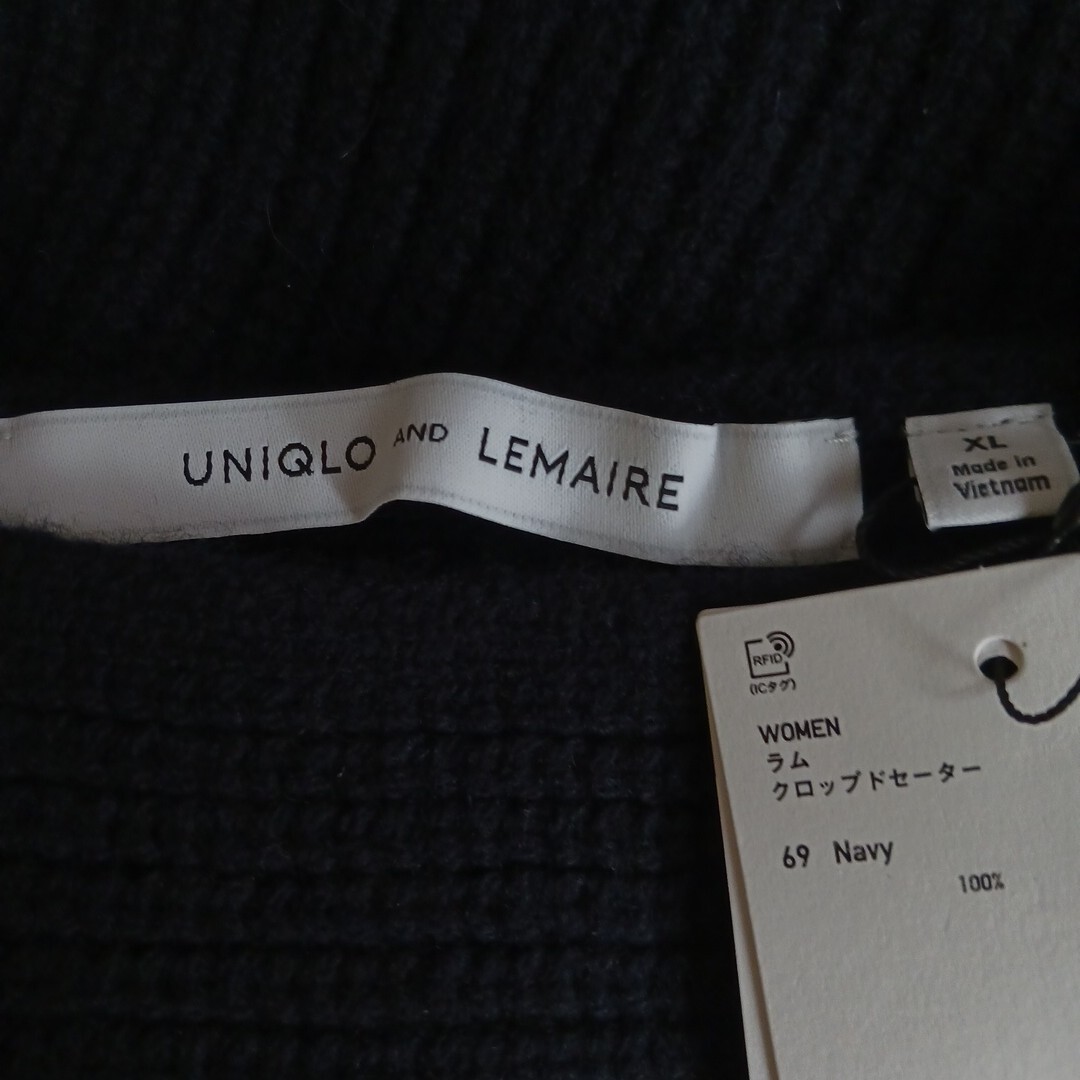 UNIQLO AND LEMAIRE
XL
Made in
Vietnam
RFID
(ICタグ)
WOMEN
ラム
クロップドセーター
69 Navy
100%